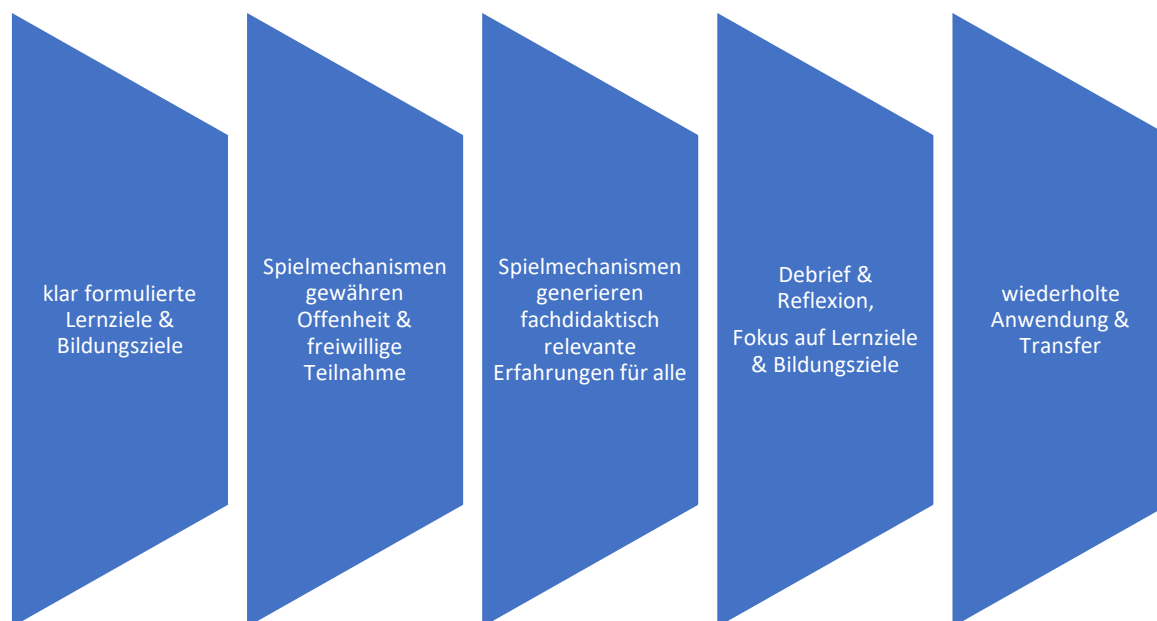 klar formulierte
Lernziele &
Bildungsziele
Spielmechanismen
gewähren
Offenheit &
freiwillige
Teilnahme
Spielmechanismen
generieren
fachdidaktisch
relevante
Erfahrungen für alle
Debrief &
Reflexion,
Fokus auf Lernziele
& Bildungsziele
wiederholte
Anwendung &
Transfer